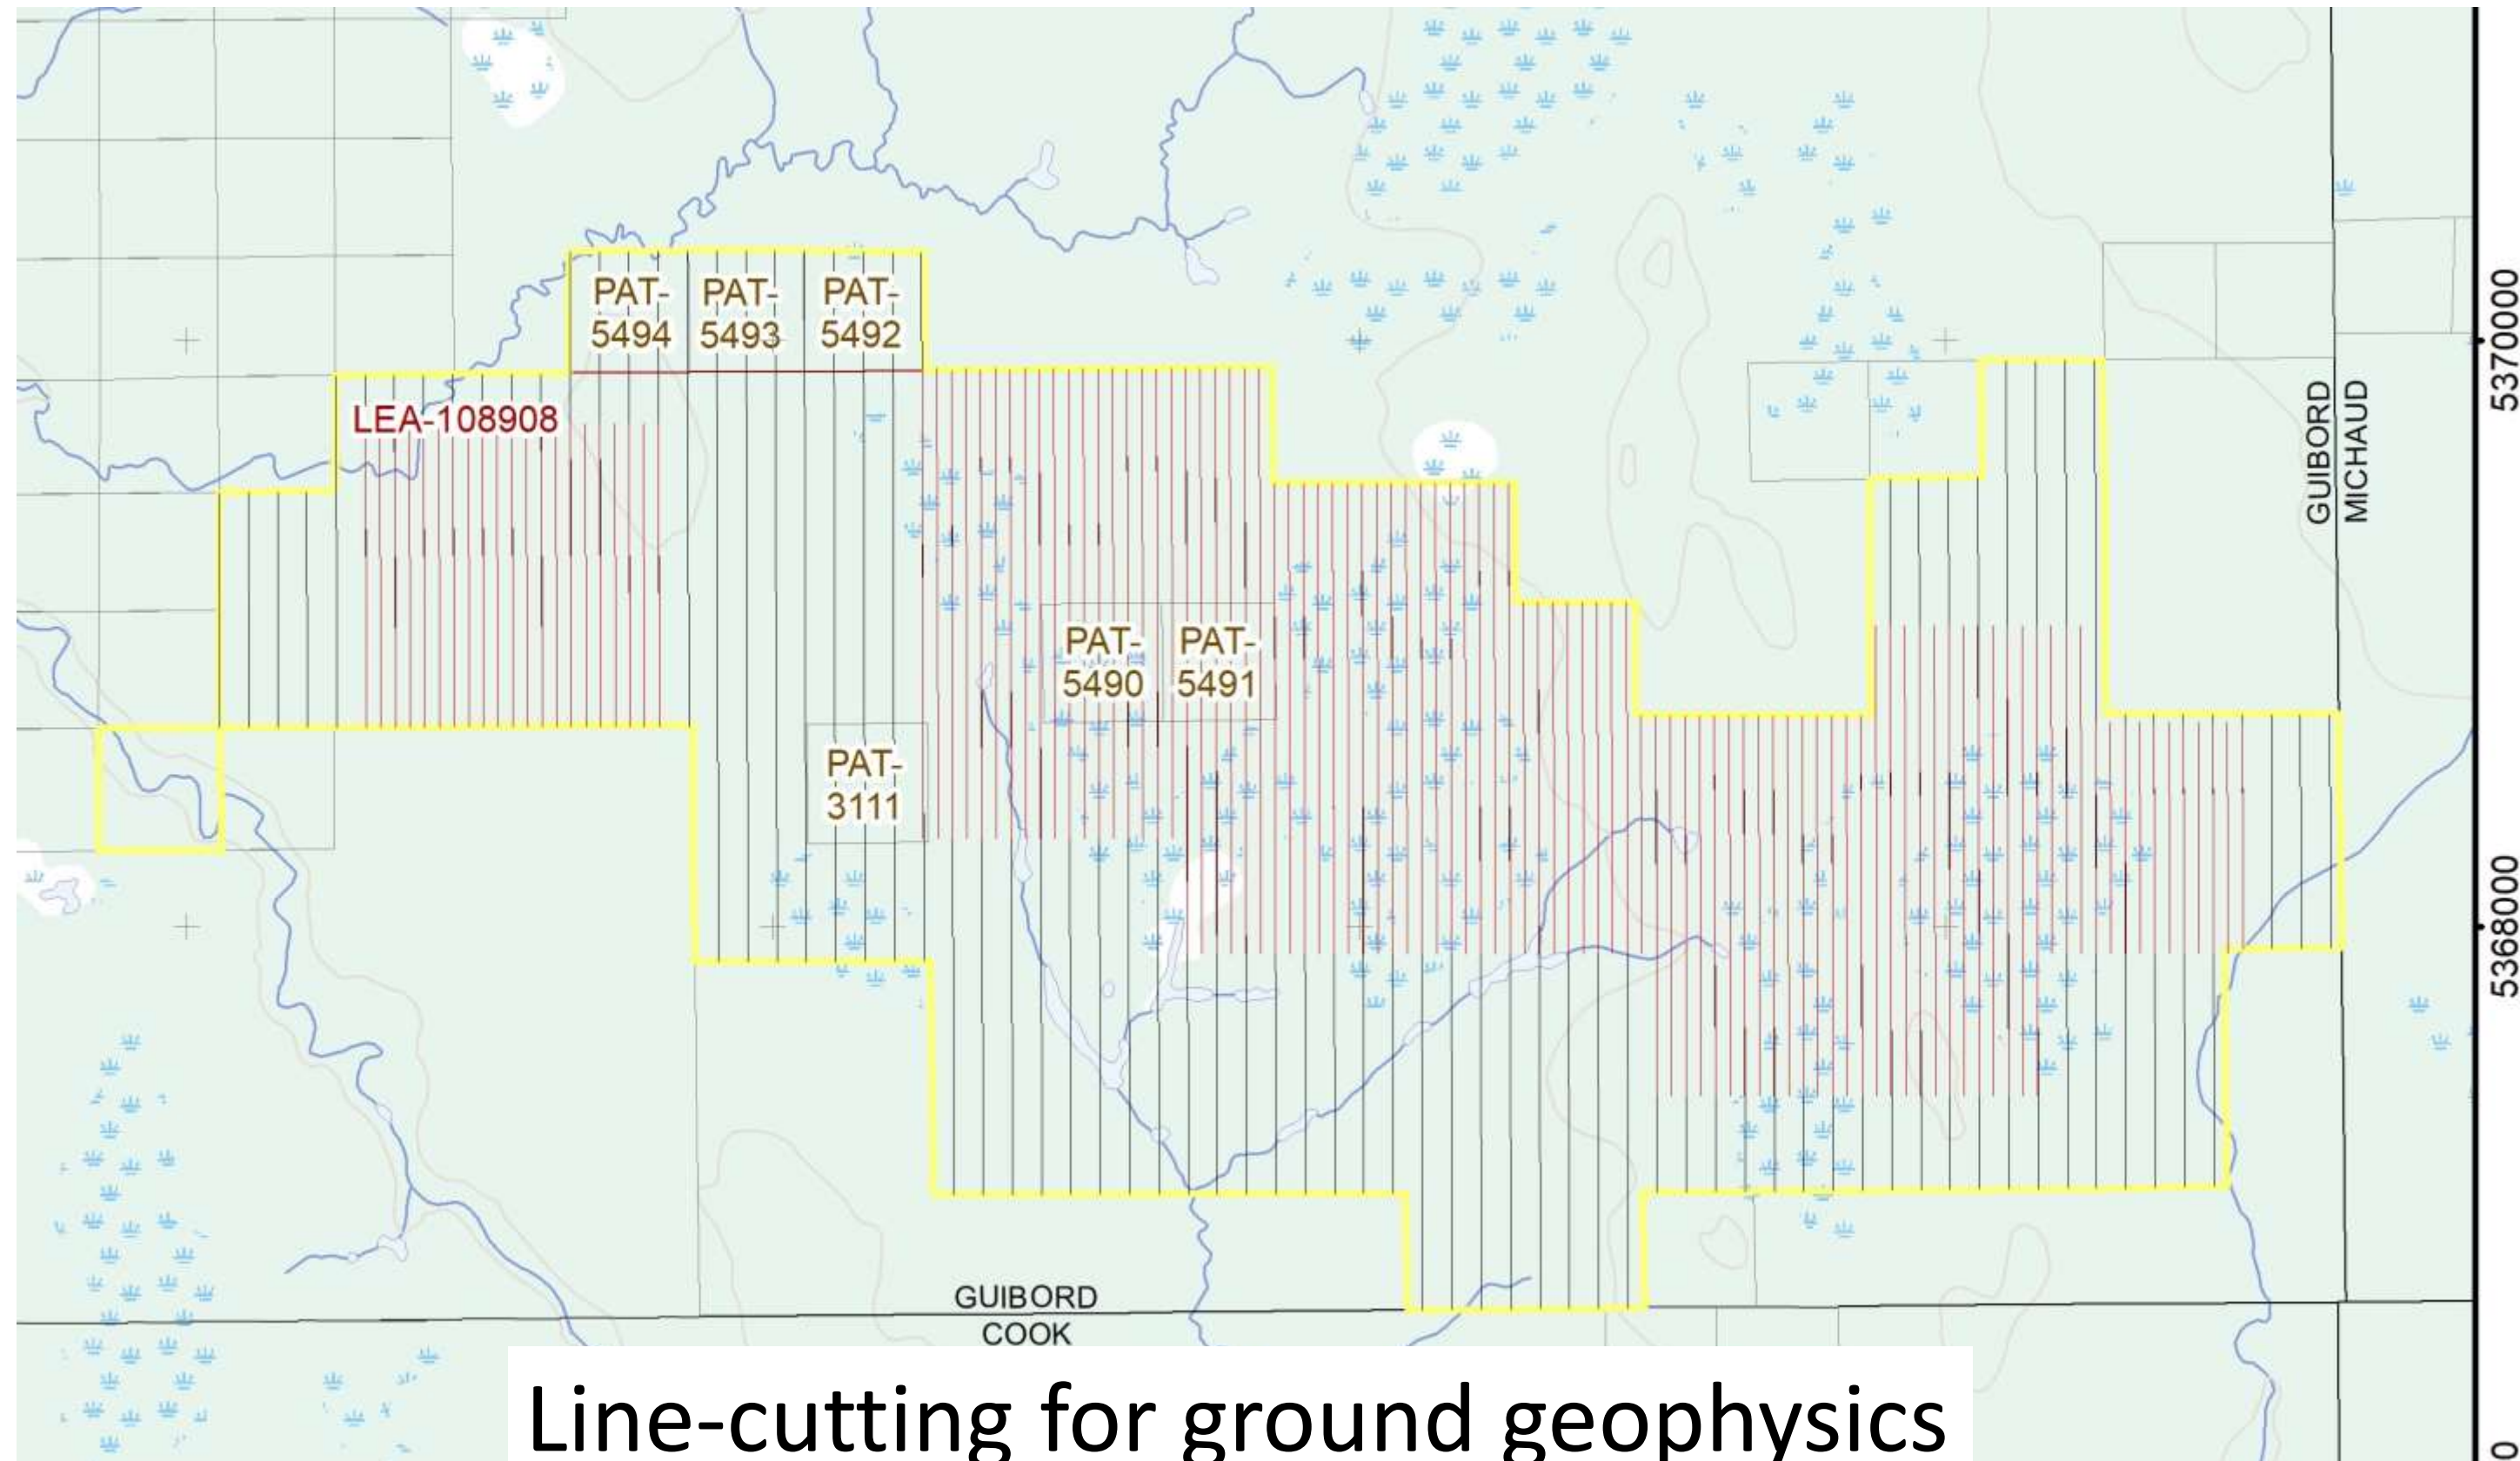 PAT-
5494
PAT-
5493
PAT-
5492
5370000
LEA-108908
GUIBORD
MICHAUD
PAT-
5490
PAT-
5491
PAT-
3111
5368000
GUIBORD
COOK
Line-cutting for ground geophysics
0